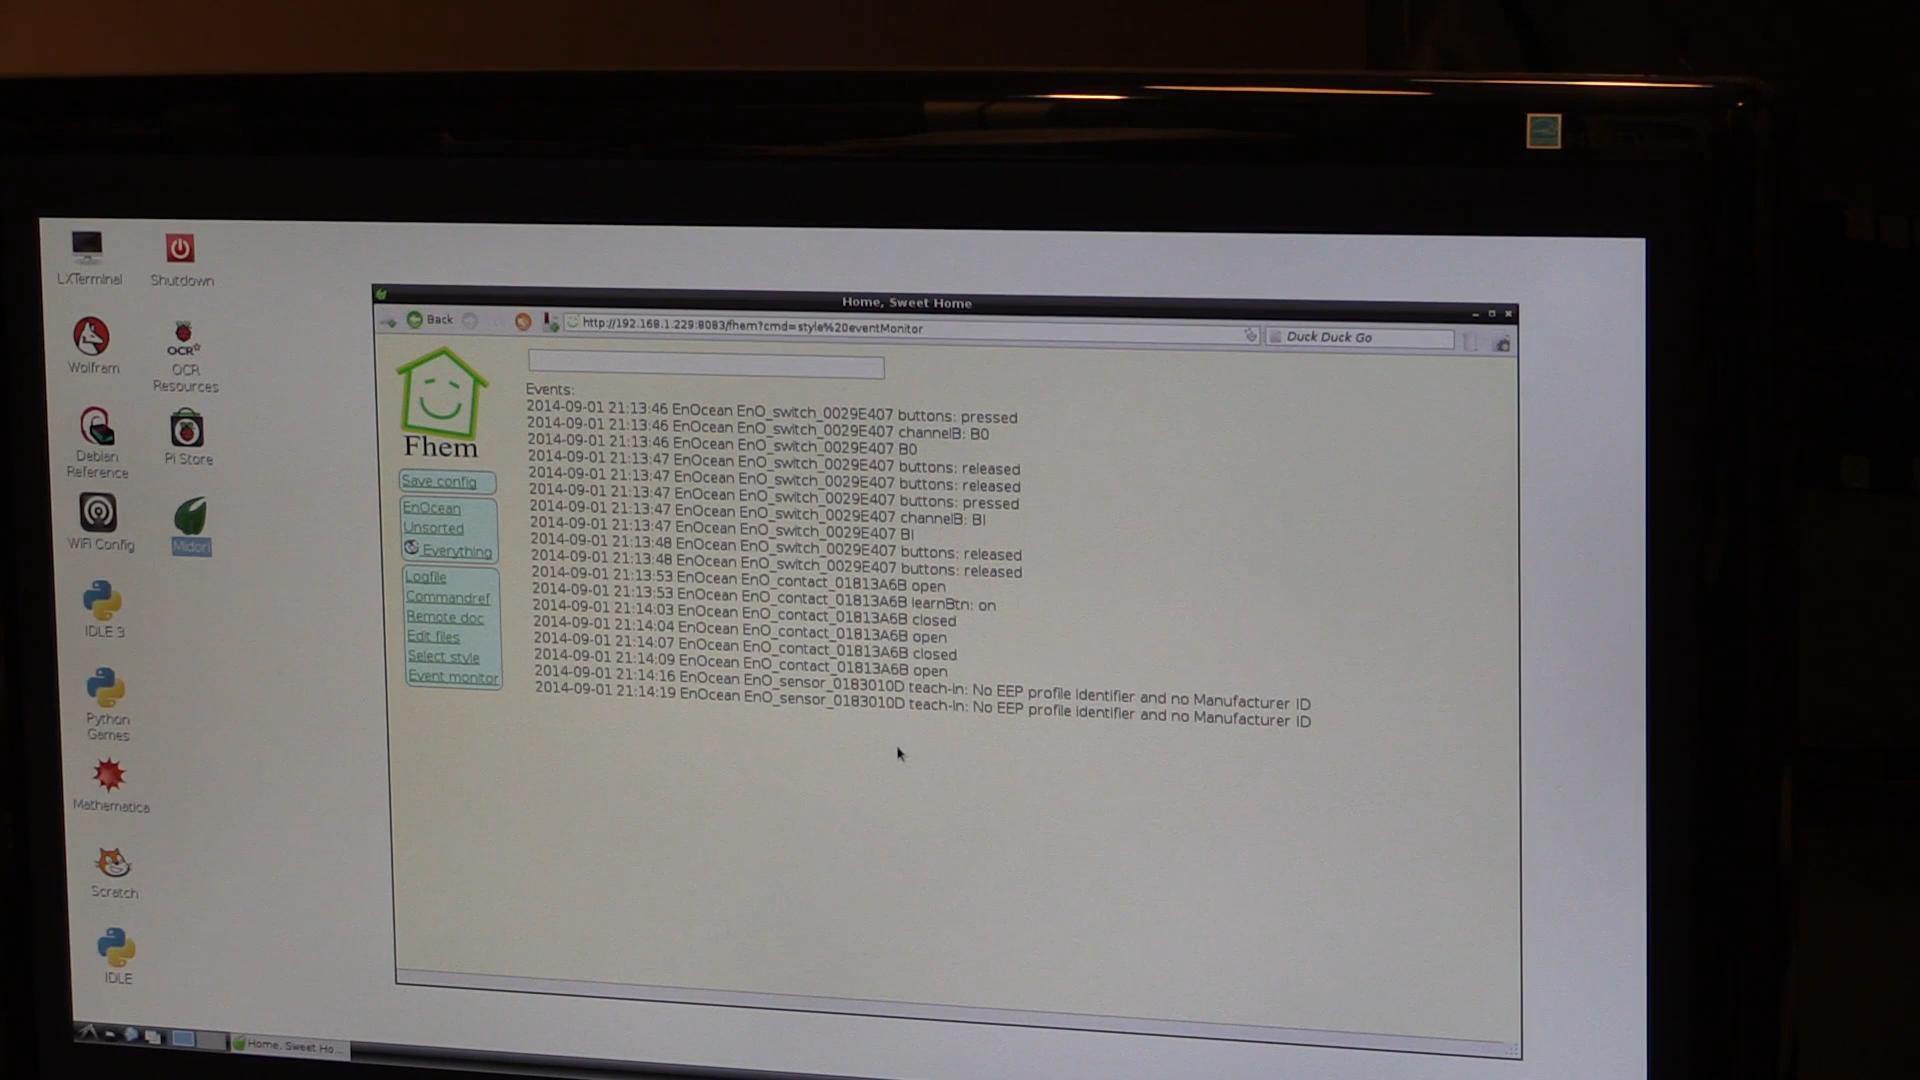 LXTerminal
Shutdown
Wolfram
OCR
OCR Resources
Debian Reference
Pi Store
WiFi Config
Midori
IDLE 3
Python Games
Mathematica
Scratch
IDLE
Home, Sweet Home
Back
http://192.168.1.229:8083/fhem?cmd=style%20eventMonitor
Duck Duck Go
Fhem
Save config
EnOcean
Unsorted
Everything
Logfile
Commandref
Remote doc
Edit files
Select style
Event monitor
Events:
2014-09-01 21:13:46 EnOcean EnO_switch_0029E407 buttons: pressed
2014-09-01 21:13:46 EnOcean EnO_switch_0029E407 channelB: B0
2014-09-01 21:13:46 EnOcean EnO_switch_0029E407 B0
2014-09-01 21:13:47 EnOcean EnO_switch_0029E407 buttons: released
2014-09-01 21:13:47 EnOcean EnO_switch_0029E407 buttons: released
2014-09-01 21:13:47 EnOcean EnO_switch_0029E407 buttons: pressed
2014-09-01 21:13:47 EnOcean EnO_switch_0029E407 channelB: BI
2014-09-01 21:13:47 EnOcean EnO_switch_0029E407 BI
2014-09-01 21:13:48 EnOcean EnO_switch_0029E407 buttons: released
2014-09-01 21:13:48 EnOcean EnO_switch_0029E407 buttons: released
2014-09-01 21:13:53 EnOcean EnO_contact_01813A6B open
2014-09-01 21:13:53 EnOcean EnO_contact_01813A6B learnBtn: on
2014-09-01 21:14:03 EnOcean EnO_contact_01813A6B closed
2014-09-01 21:14:04 EnOcean EnO_contact_01813A6B open
2014-09-01 21:14:07 EnOcean EnO_contact_01813A6B closed
2014-09-01 21:14:09 EnOcean EnO_contact_01813A6B open
2014-09-01 21:14:16 EnOcean EnO_sensor_0183010D teach-in: No EEP profile identifier and no Manufacturer ID
2014-09-01 21:14:19 EnOcean EnO_sensor_0183010D teach-in: No EEP profile identifier and no Manufacturer ID
Home, Sweet Ho...